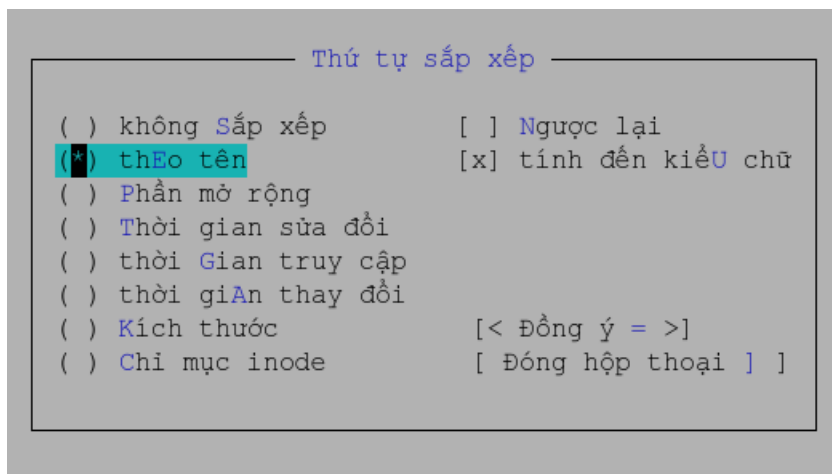 Thứ tự sắp xếp
( ) không Sắp xếp [ ] Ngược lại
(*) thEo tên [x] tính đến kiểU chữ
( ) Phần mở rộng
( ) Thời gian sửa đổi
( ) thời Gian truy cập
( ) thời giAn thay đổi
( ) Kích thước [< Đồng ý = >]
( ) Chỉ mục inode [ Đóng hộp thoại ] ]